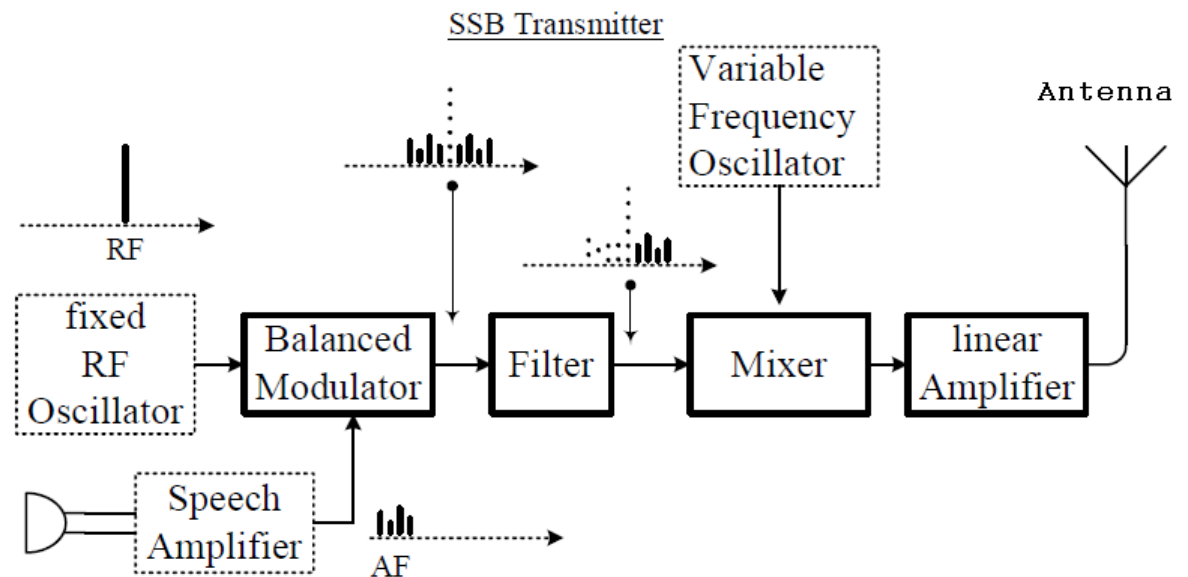 SSB Transmitter
Variable
Frequency
Oscillator
Antenna
RF
fixed
RF
Oscillator
Balanced
Modulator
Filter
Mixer
linear
Amplifier
Speech
Amplifier
AF